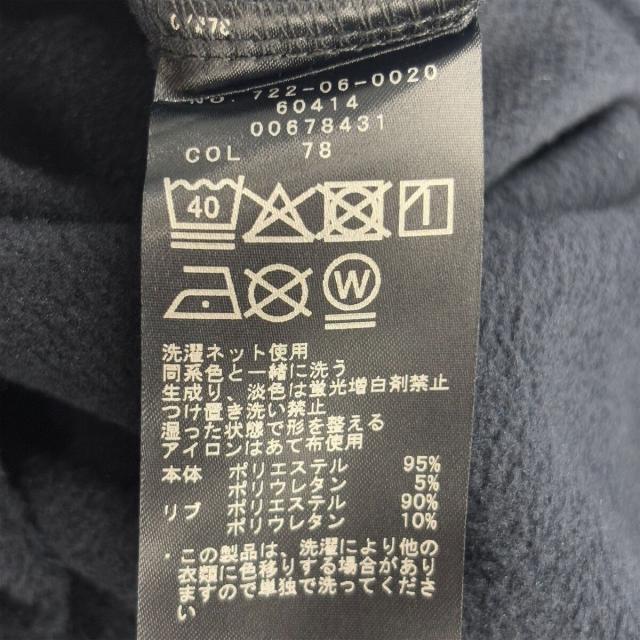 NO. 722-06-0020
60414
00678431
COL 78
40
W
洗濯ネット使用
同系色と一緒に洗う
生成り、淡色は蛍光増白剤禁止
つけ置き洗い禁止
湿った状態で形を整える
アイロンはあて布使用
本体 ポリエステル 95%
ポリウレタン 5%
リブ ポリエステル 90%
ポリウレタン 10%
・この製品は、洗濯により他の
衣類に色移りする場合があり
ますので単独で洗ってくださ
い